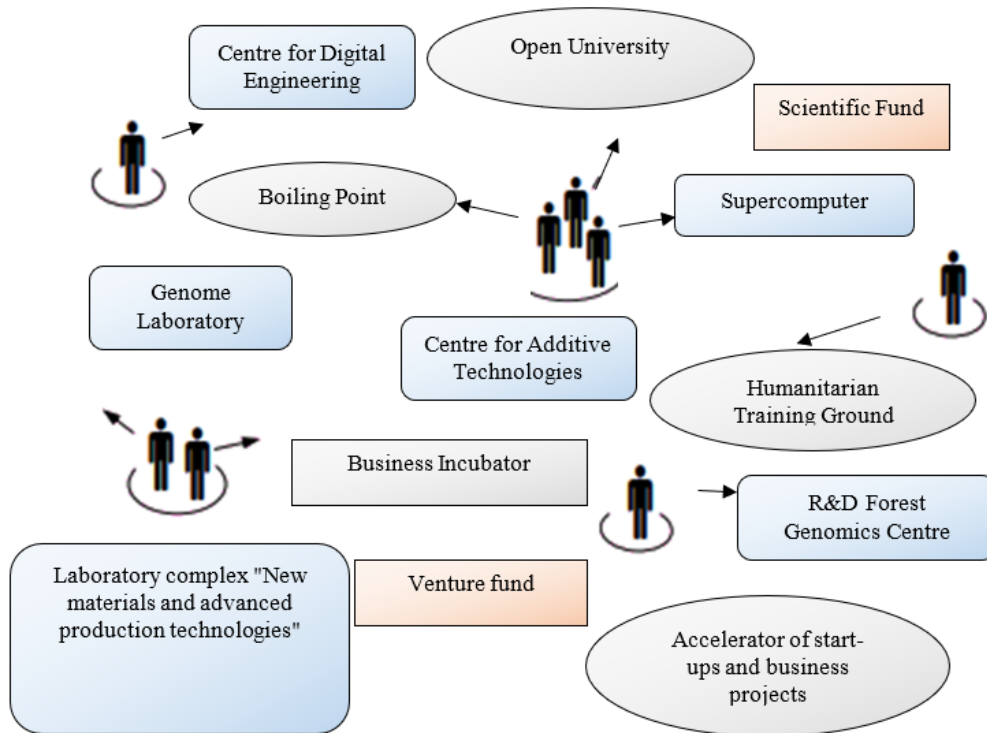 Centre for Digital
Engineering
Open University
Scientific Fund
Boiling Point
Supercomputer
Genome
Laboratory
Centre for Additive
Technologies
Humanitarian
Training Ground
Business Incubator
R&D Forest
Genomics Centre
Laboratory complex "New
materials and advanced
production technologies"
Venture fund
Accelerator of start-
ups and business
projects